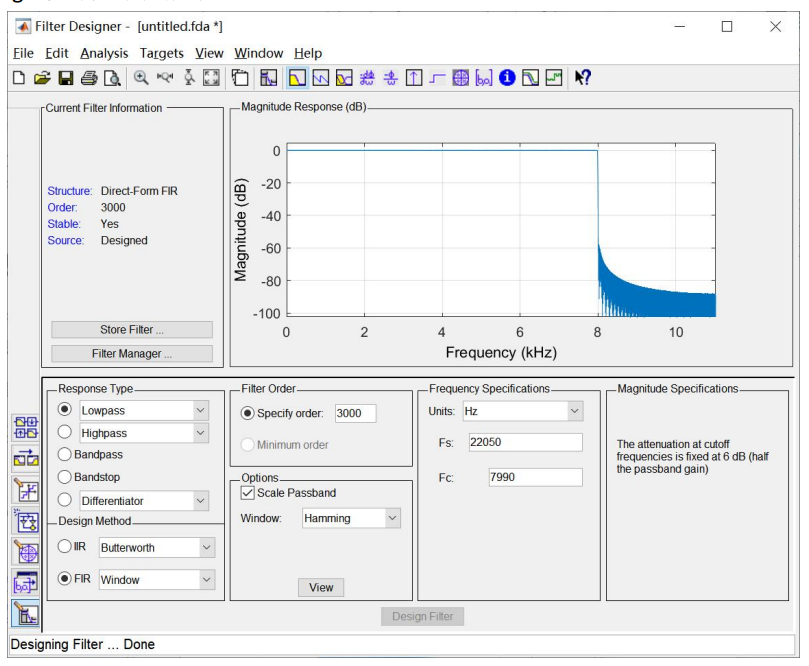 Filter Designer - [untitled.fda *]
File Edit Analysis Targets View Window Help
Current Filter Information
Structure: Direct-Form FIR
Order: 3000
Stable: Yes
Source: Designed
Store Filter ...
Filter Manager ...
Magnitude Response (dB)
0
-20
-40
-60
-80
-100
Magnitude (dB)
0 2 4 6 8 10
Frequency (kHz)
Response Type
Lowpass
Highpass
Bandpass
Bandstop
Differentiator
Design Method
IIR Butterworth
FIR Window
Filter Order
Specify order: 3000
Minimum order
Options
Scale Passband
Window: Hamming
View
Frequency Specifications
Units: Hz
Fs: 22050
Fc: 7990
Magnitude Specifications
The attenuation at cutoff
frequencies is fixed at 6 dB (half
the passband gain)
Design Filter
Designing Filter ... Done